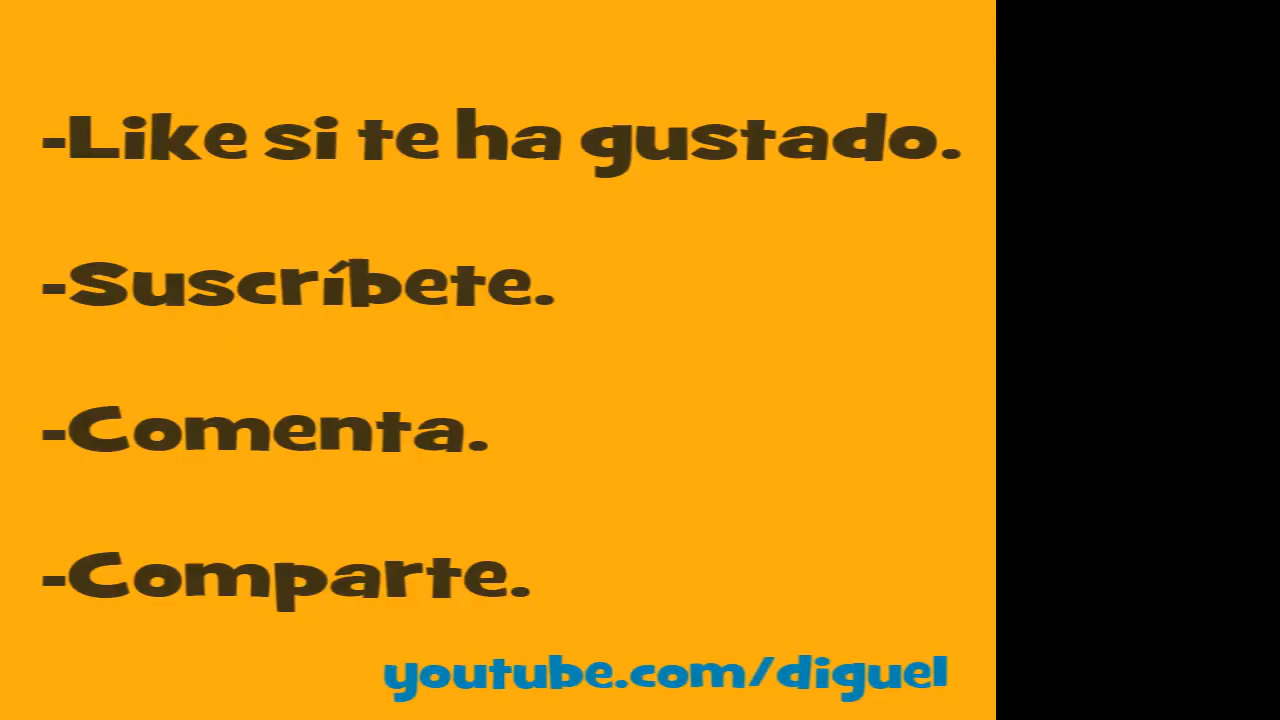 -Like si te ha gustado.
-Suscríbete.
-Comenta.
-Comparte.
youtube.com/diguel